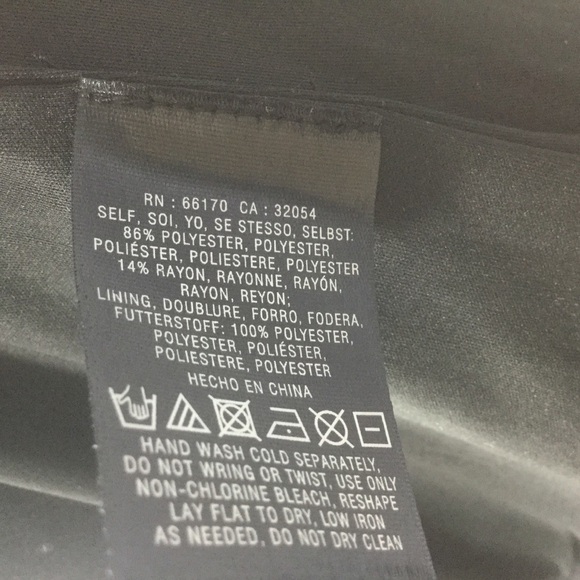 RN : 66170 CA : 32054
SELF, SOI, YO, SE STESSO, SELBST:
86% POLYESTER, POLYESTER,
POLIÉSTER, POLIESTERE, POLYESTER
14% RAYON, RAYONNE, RAYÓN,
RAYON, REYON;
LINING, DOUBLURE, FORRO, FODERA,
FUTTERSTOFF: 100% POLYESTER,
POLYESTER, POLIÉSTER,
POLIESTERE, POLYESTER
HECHO EN CHINA
HAND WASH COLD SEPARATELY,
DO NOT WRING OR TWIST, USE ONLY
NON-CHLORINE BLEACH, RESHAPE
LAY FLAT TO DRY, LOW IRON
AS NEEDED. DO NOT DRY CLEAN